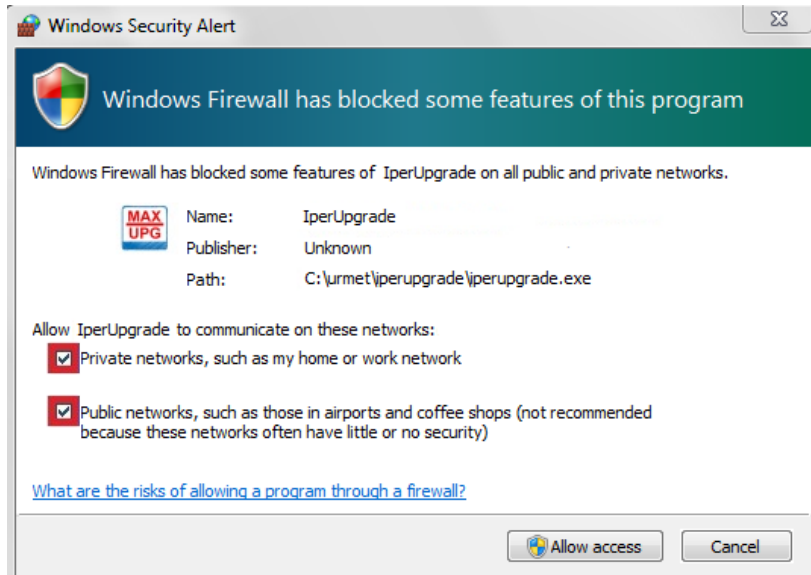 Windows Security Alert
Windows Firewall has blocked some features of this program
Windows Firewall has blocked some features of IperUpgrade on all public and private networks.
MAX
UPG
Name: IperUpgrade
Publisher: Unknown
Path: C:\urmet\iperupgrade\iperupgrade.exe
Allow IperUpgrade to communicate on these networks:
Private networks, such as my home or work network
Public networks, such as those in airports and coffee shops (not recommended
because these networks often have little or no security)
What are the risks of allowing a program through a firewall?
Allow access Cancel